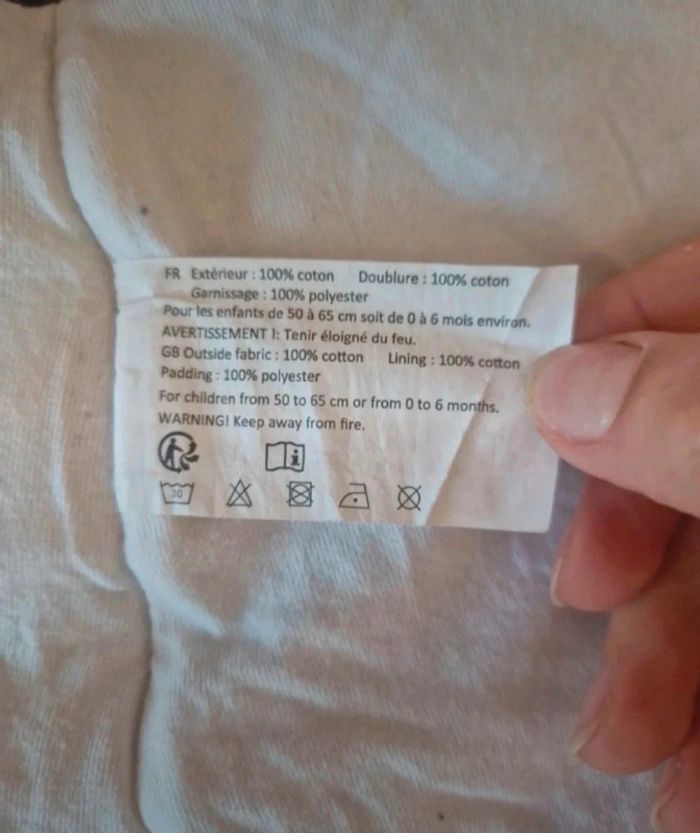 FR Extérieur : 100% coton Doublure : 100% coton
Garnissage : 100% polyester
Pour les enfants de 50 à 65 cm soit de 0 à 6 mois environ.
AVERTISSEMENT !: Tenir éloigné du feu.
GB Outside fabric : 100% cotton Lining : 100% cotton
Padding : 100% polyester
For children from 50 to 65 cm or from 0 to 6 months.
WARNING! Keep away from fire.
30